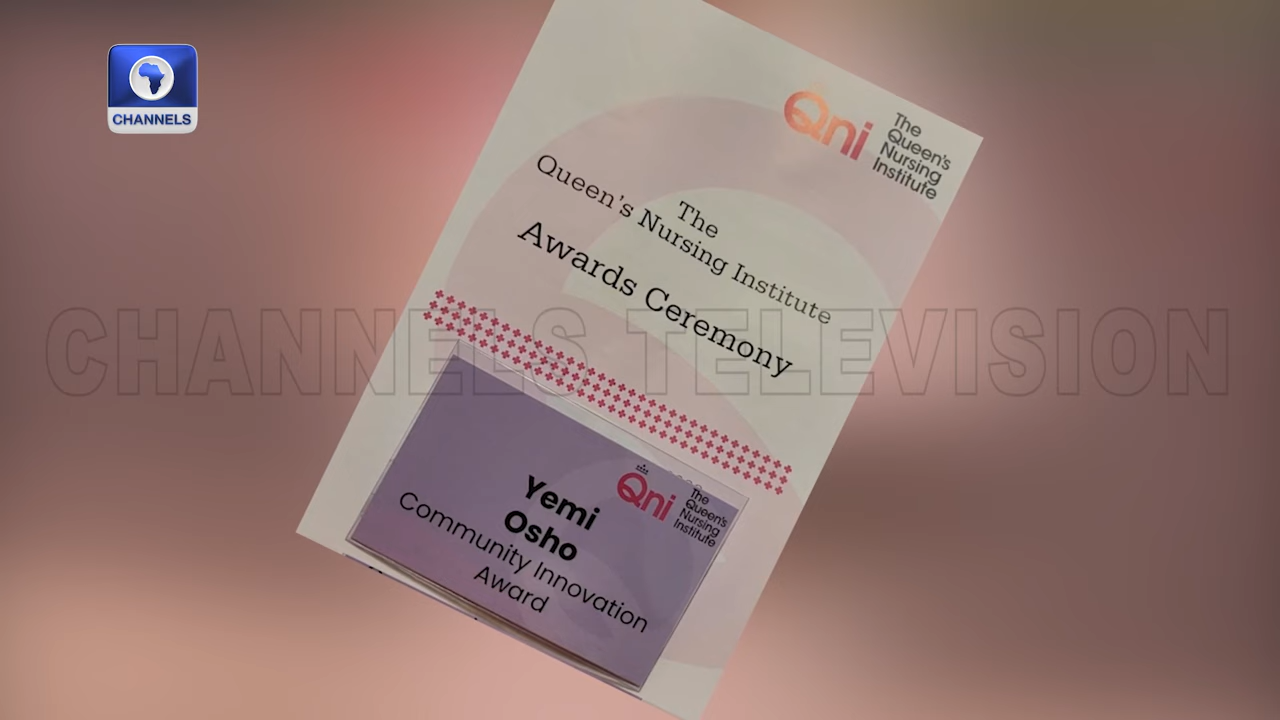 CHANNELS
Qni
The
Queen's
Nursing
Institute
The
Queen's Nursing Institute
Awards Ceremony
CHANNELS TELEVISION
Qni
The
Queen's
Nursing
Institute
Yemi
Osho
Community Innovation
Award